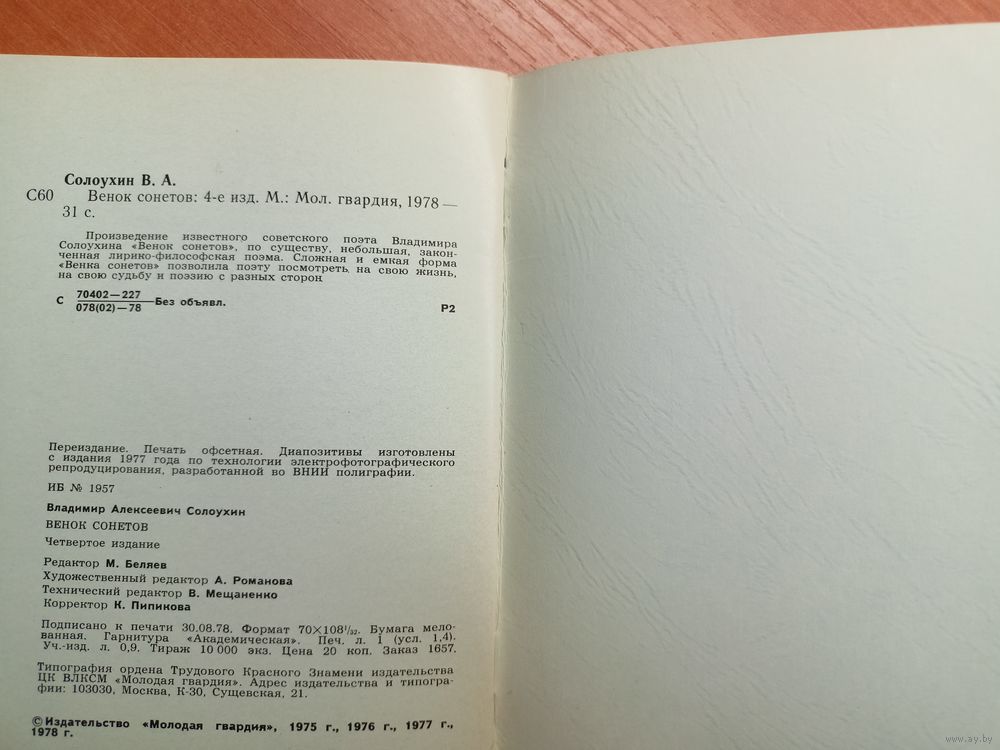 Солоухин В. А.
С60 Венок сонетов: 4-е изд. М.: Мол. гвардия, 1978 —
31 с.
Произведение известного советского поэта Владимира
Солоухина «Венок сонетов», по существу, небольшая, закон-
ченная лирико-философская поэма. Сложная и емкая форма
«Венка сонетов» позволила поэту посмотреть на свою жизнь,
на свою судьбу и поэзию с разных сторон
70402—227
С —————— Без объявл.
078(02)—78 Р2
Переиздание. Печать офсетная. Диапозитивы изготовлены
с издания 1977 года по технологии электрофотографического
репродуцирования, разработанной во ВНИИ полиграфии.
ИБ № 1957
Владимир Алексеевич Солоухин
ВЕНОК СОНЕТОВ
Четвертое издание
Редактор М. Беляев
Художественный редактор А. Романова
Технический редактор В. Мещаненко
Корректор К. Пипикова
Подписано к печати 30.08.78. Формат 70×108¹/₃₂. Бумага мело-
ванная. Гарнитура «Академическая». Печ. л. 1 (усл. 1,4).
Уч.-изд. л. 0,9. Тираж 10 000 экз. Цена 20 коп. Заказ 1657.
Типография ордена Трудового Красного Знамени издательства
ЦК ВЛКСМ «Молодая гвардия». Адрес издательства и типогра-
фии: 103030, Москва, К-30, Сущевская, 21.
©Издательство «Молодая гвардия», 1975 г., 1976 г., 1977 г.,
1978 г.
www.ay.by